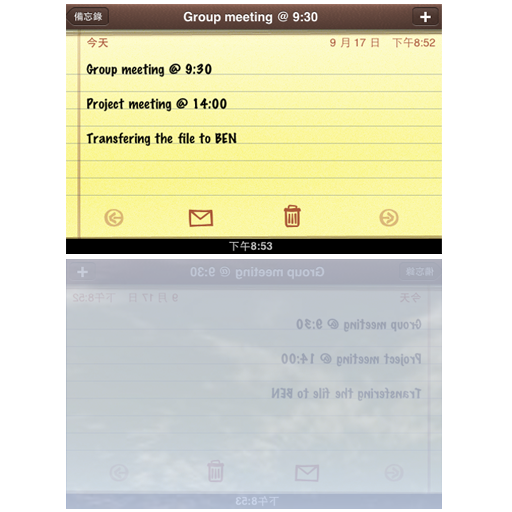 備忘錄 Group meeting @ 9:30 +
今天 9 月 17 日 下午8:52
Group meeting @ 9:30
Project meeting @ 14:00
Transfering the file to BEN
下午8:53
備忘錄 Group meeting @ 9:30 +
今天 9 月 17 日 下午8:52
Group meeting @ 9:30
Project meeting @ 14:00
Transfering the file to BEN
下午8:53